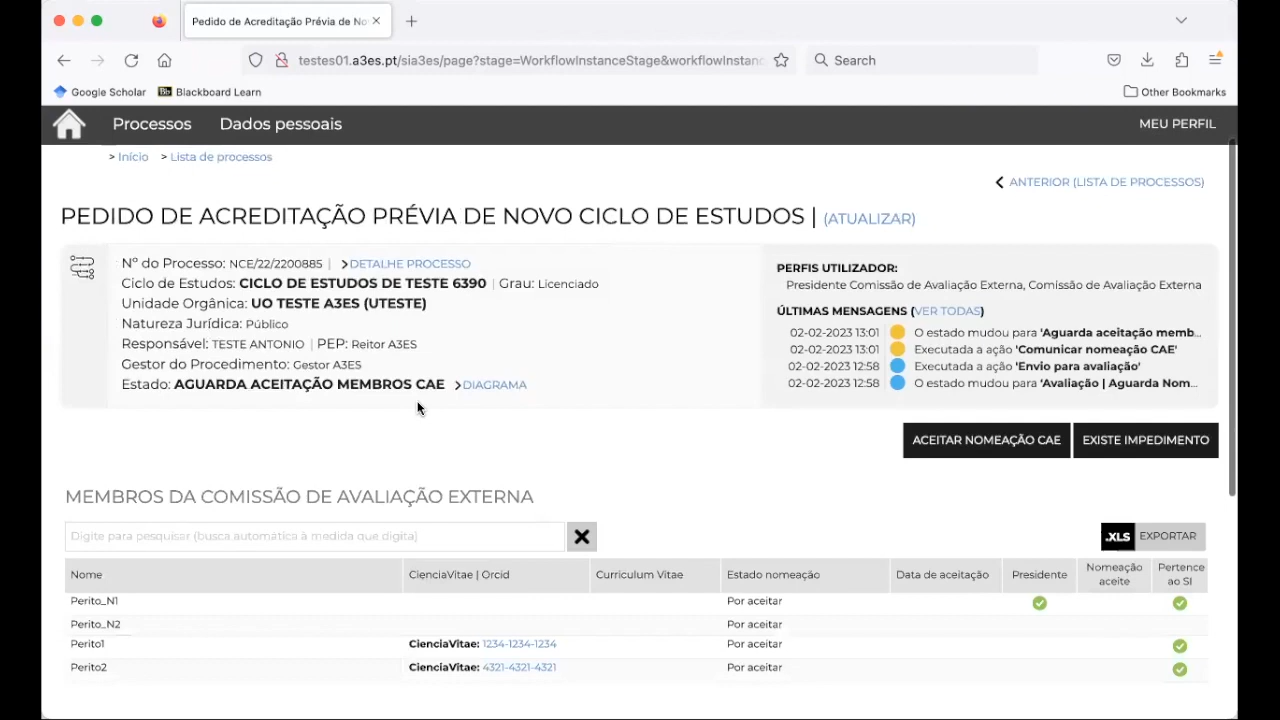 Pedido de Acreditação Prévia de No
testes01.a3es.pt/sia3es/page?stage=WorkflowInstanceStage&workflowInstanc
Search
Google Scholar
Bb Blackboard Learn
Other Bookmarks
Processos
Dados pessoais
MEU PERFIL
> Início > Lista de processos
ANTERIOR (LISTA DE PROCESSOS)
PEDIDO DE ACREDITAÇÃO PRÉVIA DE NOVO CICLO DE ESTUDOS | (ATUALIZAR)
Nº do Processo: NCE/22/2200885 | >DETALHE PROCESSO
Ciclo de Estudos: CICLO DE ESTUDOS DE TESTE 6390 | Grau: Licenciado
Unidade Orgânica: UO TESTE A3ES (UTESTE)
Natureza Jurídica: Público
Responsável: TESTE ANTONIO | PEP: Reitor A3ES
Gestor do Procedimento: Gestor A3ES
Estado: AGUARDA ACEITAÇÃO MEMBROS CAE >DIAGRAMA
PERFIS UTILIZADOR:
Presidente Comissão de Avaliação Externa, Comissão de Avaliação Externa
ÚLTIMAS MENSAGENS (VER TODAS)
02-02-2023 13:01 O estado mudou para 'Aguarda aceitação memb...
02-02-2023 13:01 Executada a ação 'Comunicar nomeação CAE'
02-02-2023 12:58 Executada a ação 'Envio para avaliação'
02-02-2023 12:58 O estado mudou para 'Avaliação | Aguarda Nom...
ACEITAR NOMEAÇÃO CAE
EXISTE IMPEDIMENTO
MEMBROS DA COMISSÃO DE AVALIAÇÃO EXTERNA
Digite para pesquisar (busca automática à medida que digita)
.XLS EXPORTAR
Nome CienciaVitae | Orcid Curriculum Vitae Estado nomeação Data de aceitação Presidente Nomeação aceite Pertence ao SI
Perito_N1 Por aceitar
Perito_N2 Por aceitar
Perito1 CienciaVitae: 1234-1234-1234 Por aceitar
Perito2 CienciaVitae: 4321-4321-4321 Por aceitar